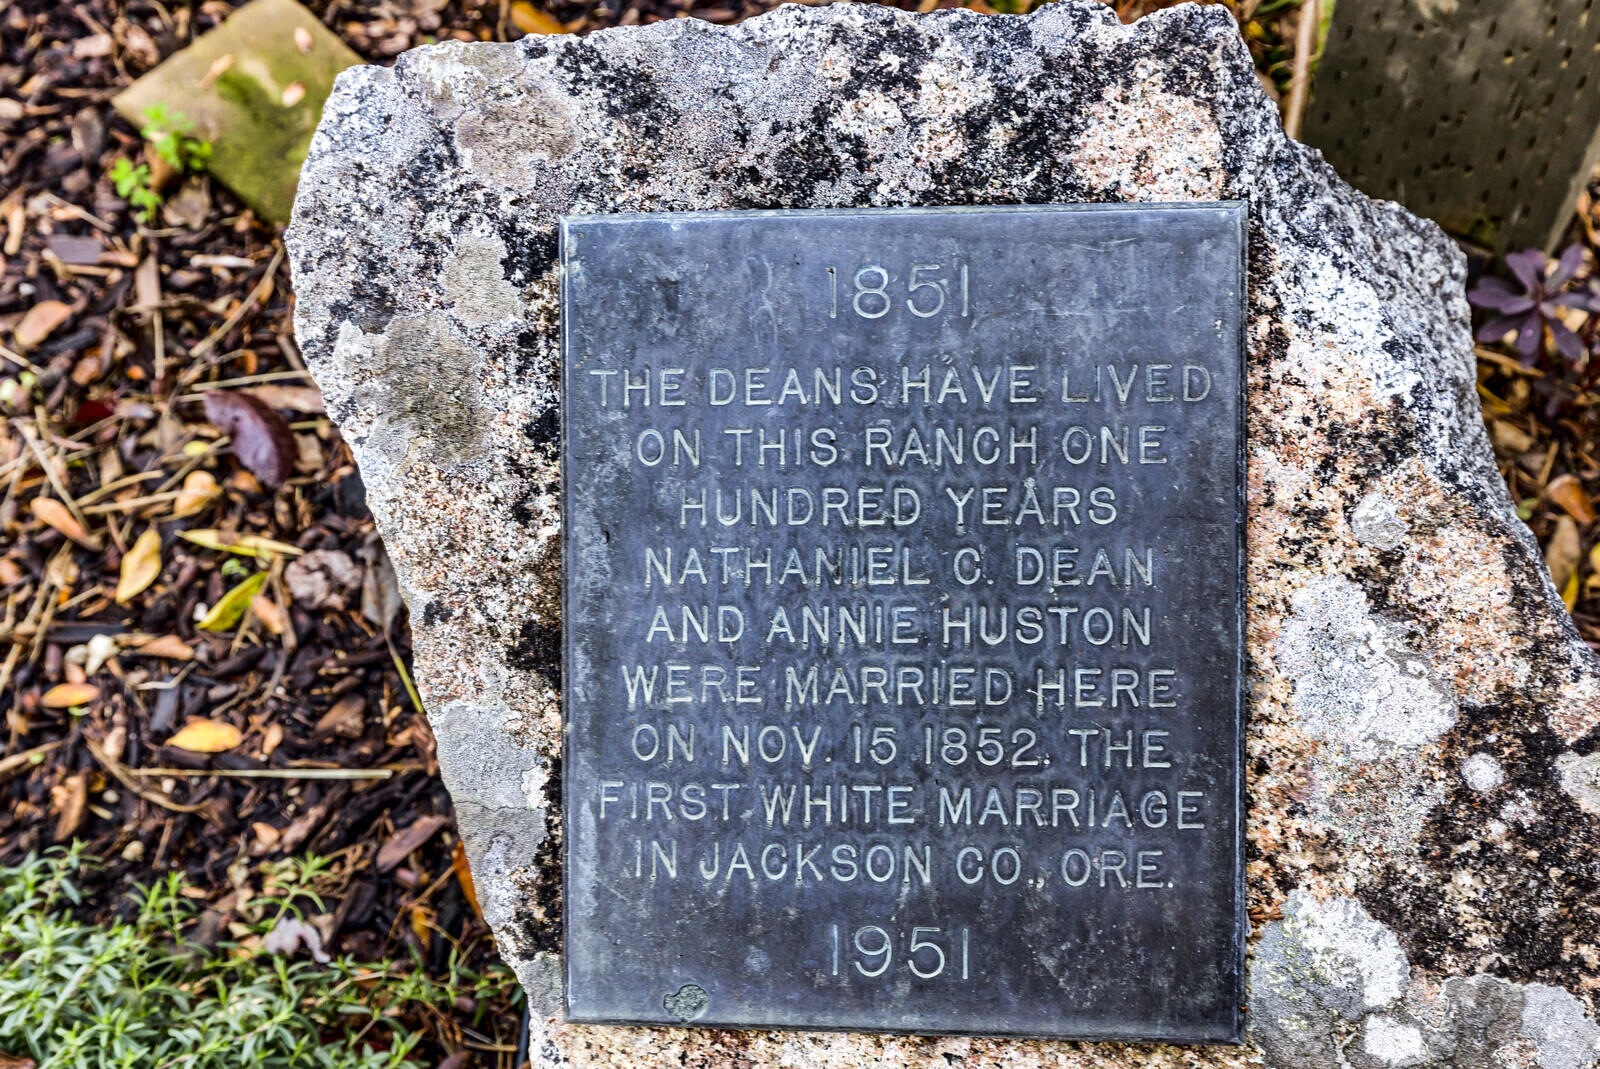 1851
THE DEANS HAVE LIVED
ON THIS RANCH ONE
HUNDRED YEARS
NATHANIEL C. DEAN
AND ANNIE HUSTON
WERE MARRIED HERE
ON NOV. 15 1852. THE
FIRST WHITE MARRIAGE
IN JACKSON CO., ORE.
1951